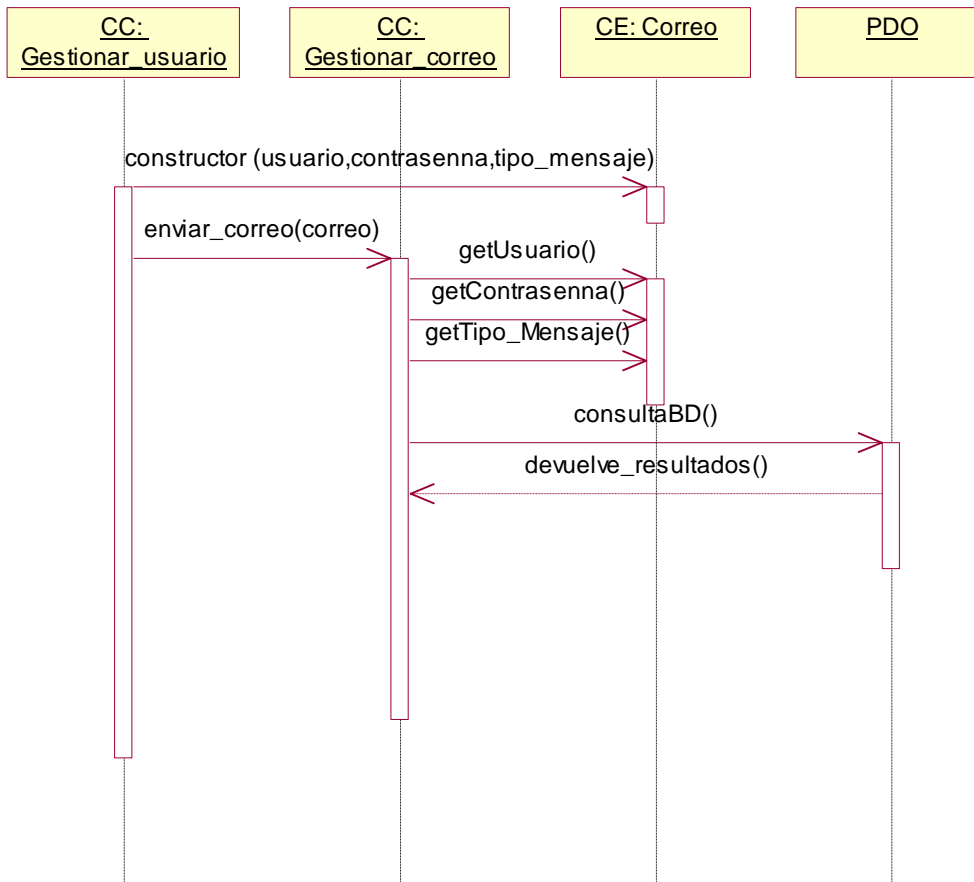 CC:
Gestionar_usuario
CC:
Gestionar_correo
CE: Correo
PDO
constructor (usuario,contrasenna,tipo_mensaje)
enviar_correo(correo)
getUsuario()
getContrasenna()
getTipo_Mensaje()
consultaBD()
devuelve_resultados()